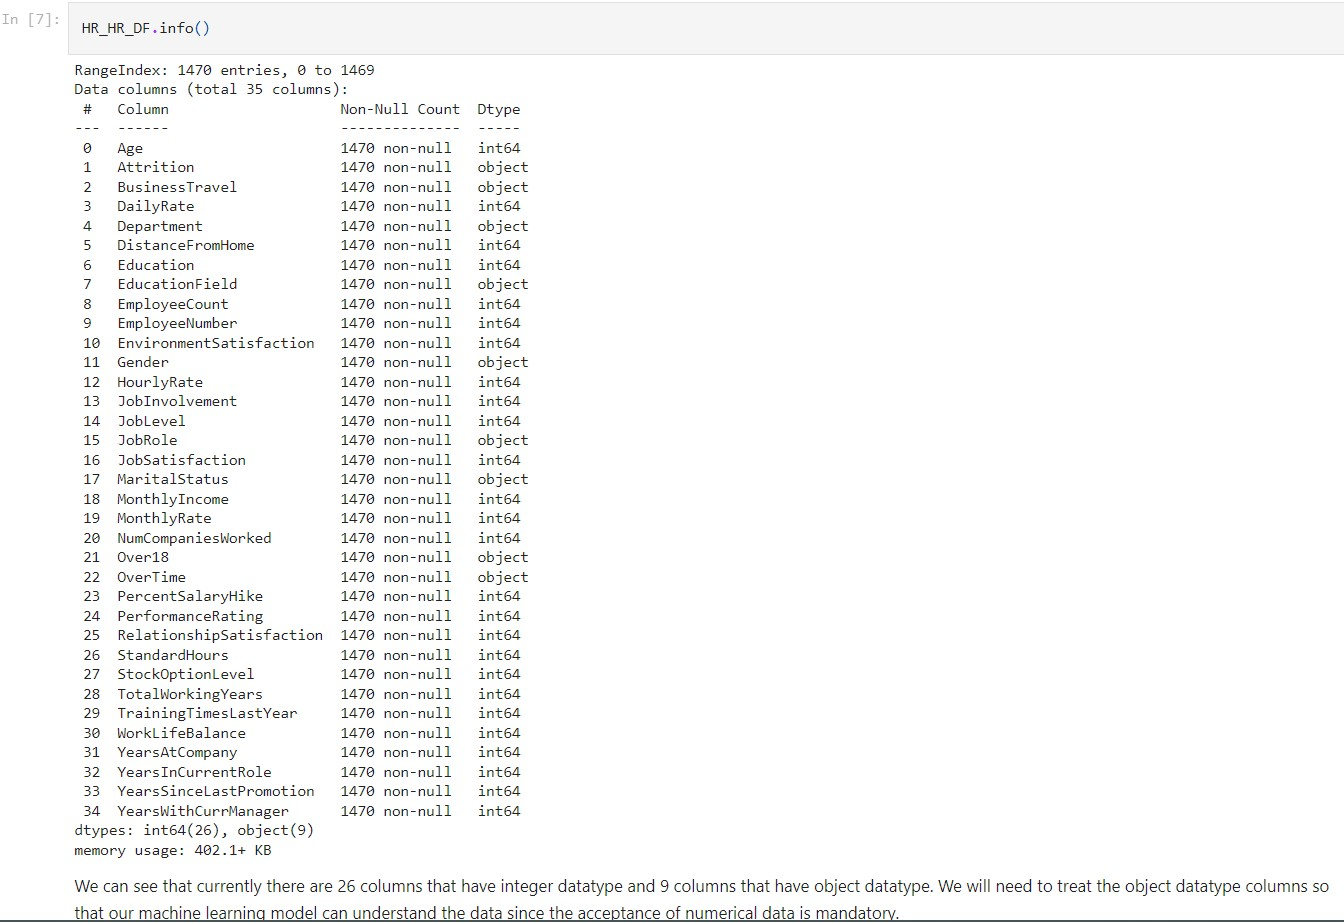 In [7]:
HR_HR_DF.info()
RangeIndex: 1470 entries, 0 to 1469
Data columns (total 35 columns):
# Column Non-Null Count Dtype
--- ------ -------------- -----
0 Age 1470 non-null int64
1 Attrition 1470 non-null object
2 BusinessTravel 1470 non-null object
3 DailyRate 1470 non-null int64
4 Department 1470 non-null object
5 DistanceFromHome 1470 non-null int64
6 Education 1470 non-null int64
7 EducationField 1470 non-null object
8 EmployeeCount 1470 non-null int64
9 EmployeeNumber 1470 non-null int64
10 EnvironmentSatisfaction 1470 non-null int64
11 Gender 1470 non-null object
12 HourlyRate 1470 non-null int64
13 JobInvolvement 1470 non-null int64
14 JobLevel 1470 non-null int64
15 JobRole 1470 non-null object
16 JobSatisfaction 1470 non-null int64
17 MaritalStatus 1470 non-null object
18 MonthlyIncome 1470 non-null int64
19 MonthlyRate 1470 non-null int64
20 NumCompaniesWorked 1470 non-null int64
21 Over18 1470 non-null object
22 OverTime 1470 non-null object
23 PercentSalaryHike 1470 non-null int64
24 PerformanceRating 1470 non-null int64
25 RelationshipSatisfaction 1470 non-null int64
26 StandardHours 1470 non-null int64
27 StockOptionLevel 1470 non-null int64
28 TotalWorkingYears 1470 non-null int64
29 TrainingTimesLastYear 1470 non-null int64
30 WorkLifeBalance 1470 non-null int64
31 YearsAtCompany 1470 non-null int64
32 YearsInCurrentRole 1470 non-null int64
33 YearsSinceLastPromotion 1470 non-null int64
34 YearsWithCurrManager 1470 non-null int64
dtypes: int64(26), object(9)
memory usage: 402.1+ KB
We can see that currently there are 26 columns that have integer datatype and 9 columns that have object datatype. We will need to treat the object datatype columns so
that our machine learning model can understand the data since the acceptance of numerical data is mandatory.